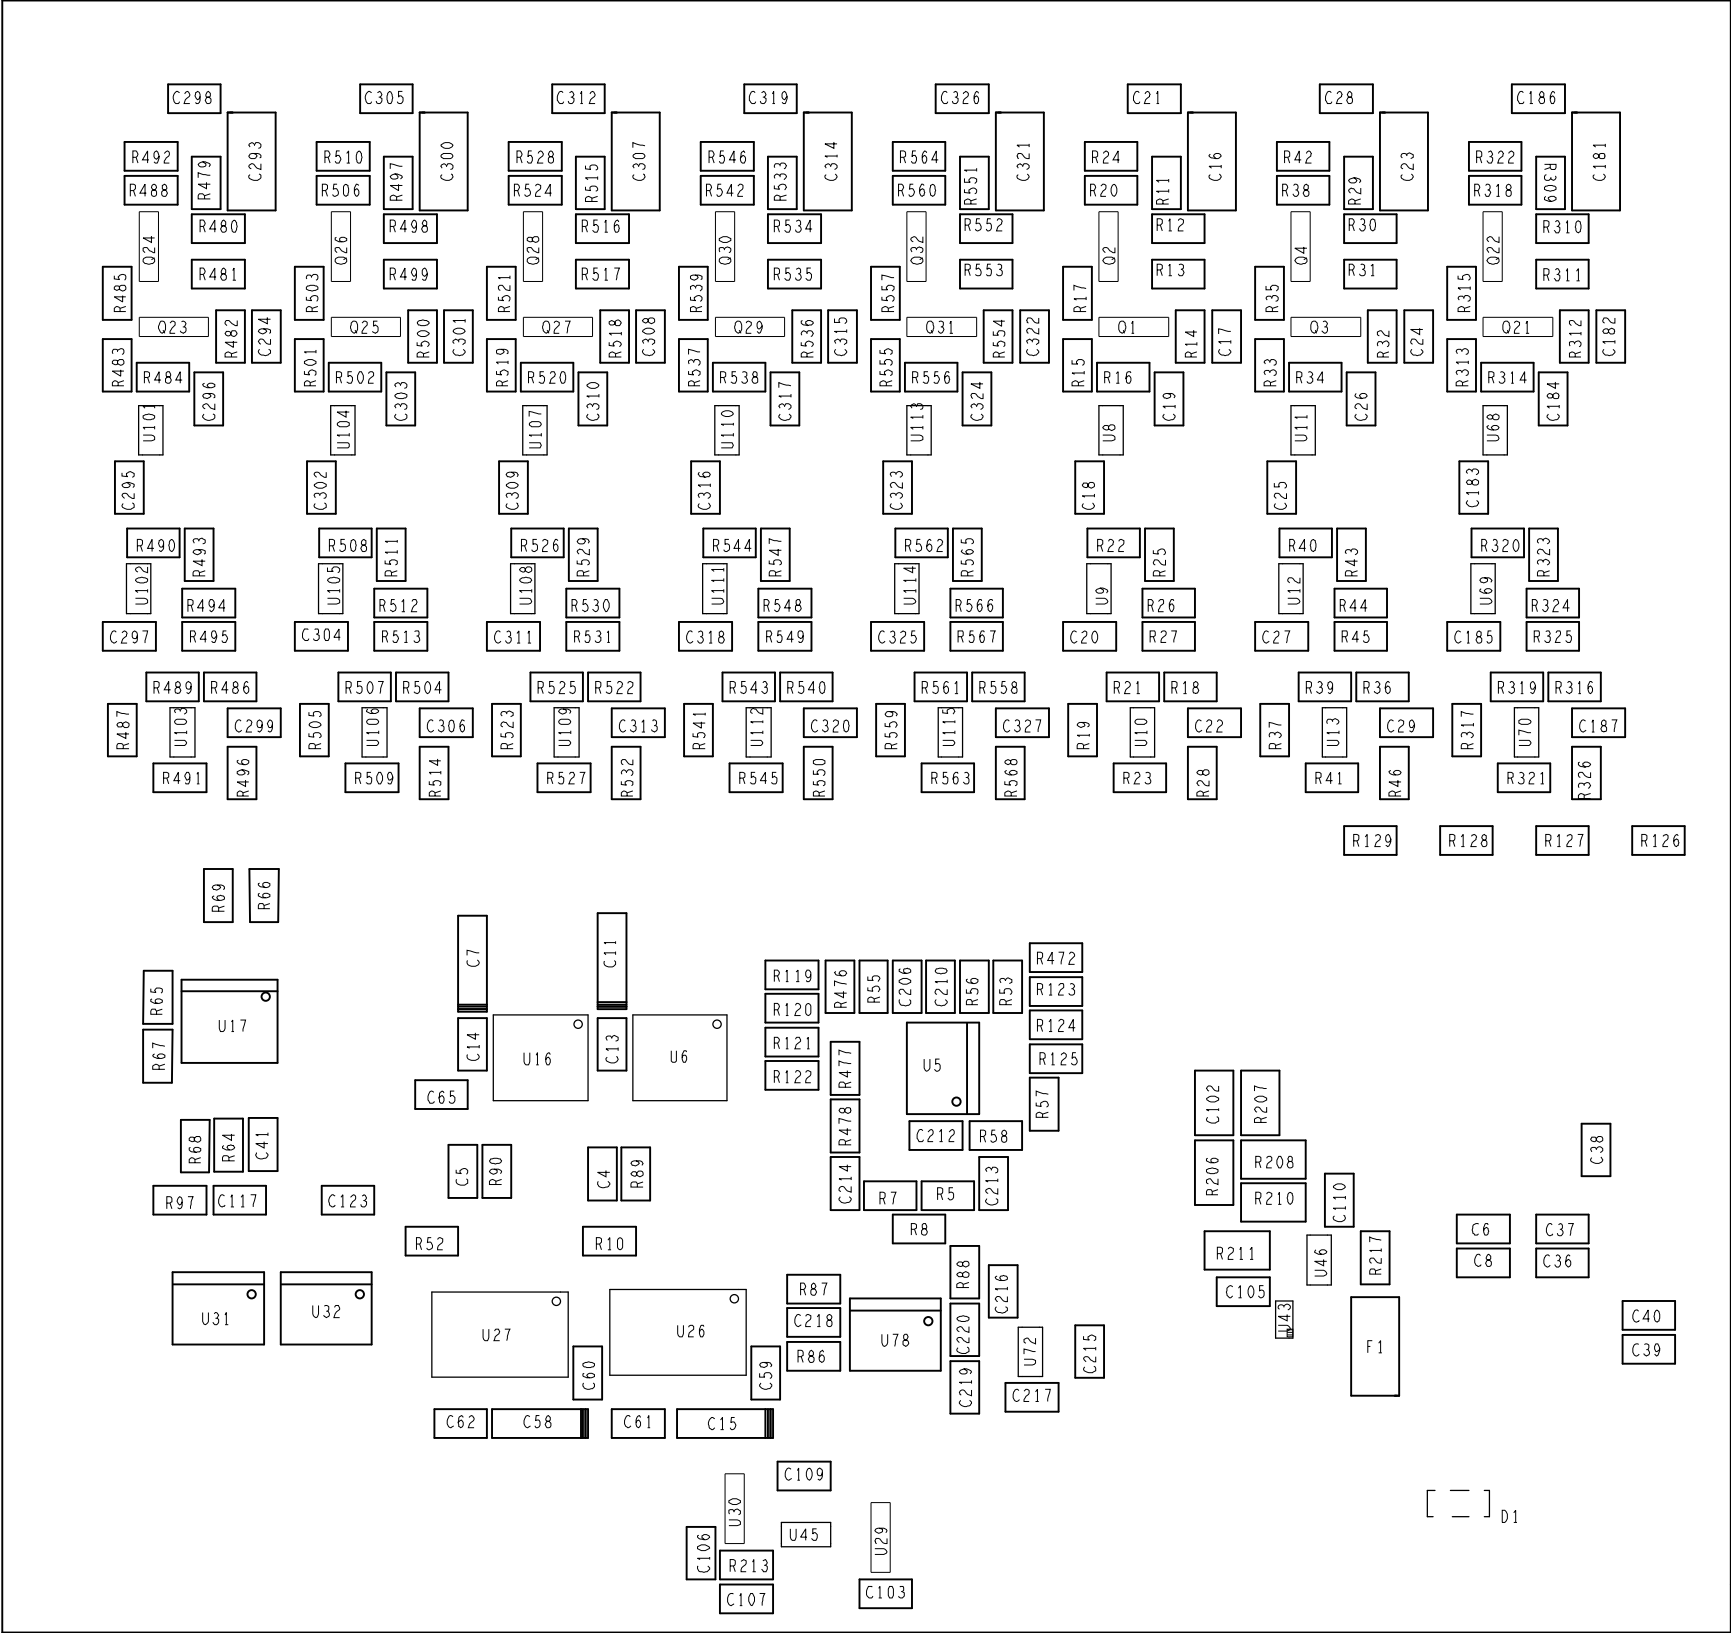 C298 C305 C312 C319 C326 C21 C28 C186
R492 R479 C293 R510 R497 C300 R528 R515 C307 R546 R533 C314 R564 R551 C321 R24 R11 C16 R42 R29 C23 R322 R309 C181
R488 R506 R524 R542 R560 R20 R38 R318
R480 R498 R516 R534 R552 R12 R30 R310
Q24 Q26 Q28 Q30 Q32 Q2 Q4 Q22
R481 R499 R517 R535 R553 R13 R31 R311
R485 R503 R521 R539 R557 R17 R35 R315
Q23 R482 C294 Q25 R500 C301 Q27 R518 C308 Q29 R536 C315 Q31 R554 C322 Q1 R14 C17 Q3 R32 C24 Q21 R312 C182
R483 R484 R501 R502 R519 R520 R537 R538 R555 R556 R15 R16 R33 R34 R313 R314
C296 C303 C310 C317 C324 C19 C26 C184
U101 U104 U107 U110 U113 U8 U11 U68
C295 C302 C309 C316 C323 C18 C25 C183
R490 R493 R508 R511 R526 R529 R544 R547 R562 R565 R22 R25 R40 R43 R320 R323
U102 U105 U108 U111 U114 U9 U12 U69
R494 R512 R530 R548 R566 R26 R44 R324
C297 R495 C304 R513 C311 R531 C318 R549 C325 R567 C20 R27 C27 R45 C185 R325
R489 R486 R507 R504 R525 R522 R543 R540 R561 R558 R21 R18 R39 R36 R319 R316
R487 U103 C299 R505 U106 C306 R523 U109 C313 R541 U112 C320 R559 U115 C327 R19 U10 C22 R37 U13 C29 R317 U70 C187
R491 R496 R509 R514 R527 R532 R545 R550 R563 R568 R23 R28 R41 R46 R321 R326
R129 R128 R127 R126
R69 R66
C7 C11
R472
R119 R476 R55 C206 C210 R56 R53
R65 R120 R123
U17 R124
R67 C14 U16 C13 U6 R121 U5 R125
R122 R477
C65 R57
C102 R207
R478 C212 R58
R68 R64 C41 C38
C5 R90 C4 R89 R206 R208
C214 R7 R5 C213 R210 C110
R97 C117 C123
R8 C6 C37
R52 R10 R211 U46 R217
C8 C36
R88 C216
R87 C105
U31 U32 U27 U26 C218 U78 C220 U43 C40
R86 U72 C215 F1 C39
C60 C59 C219 C217
C62 C58 C61 C15
C109
U30 U45 U29 D1
C106 R213
C107 C103